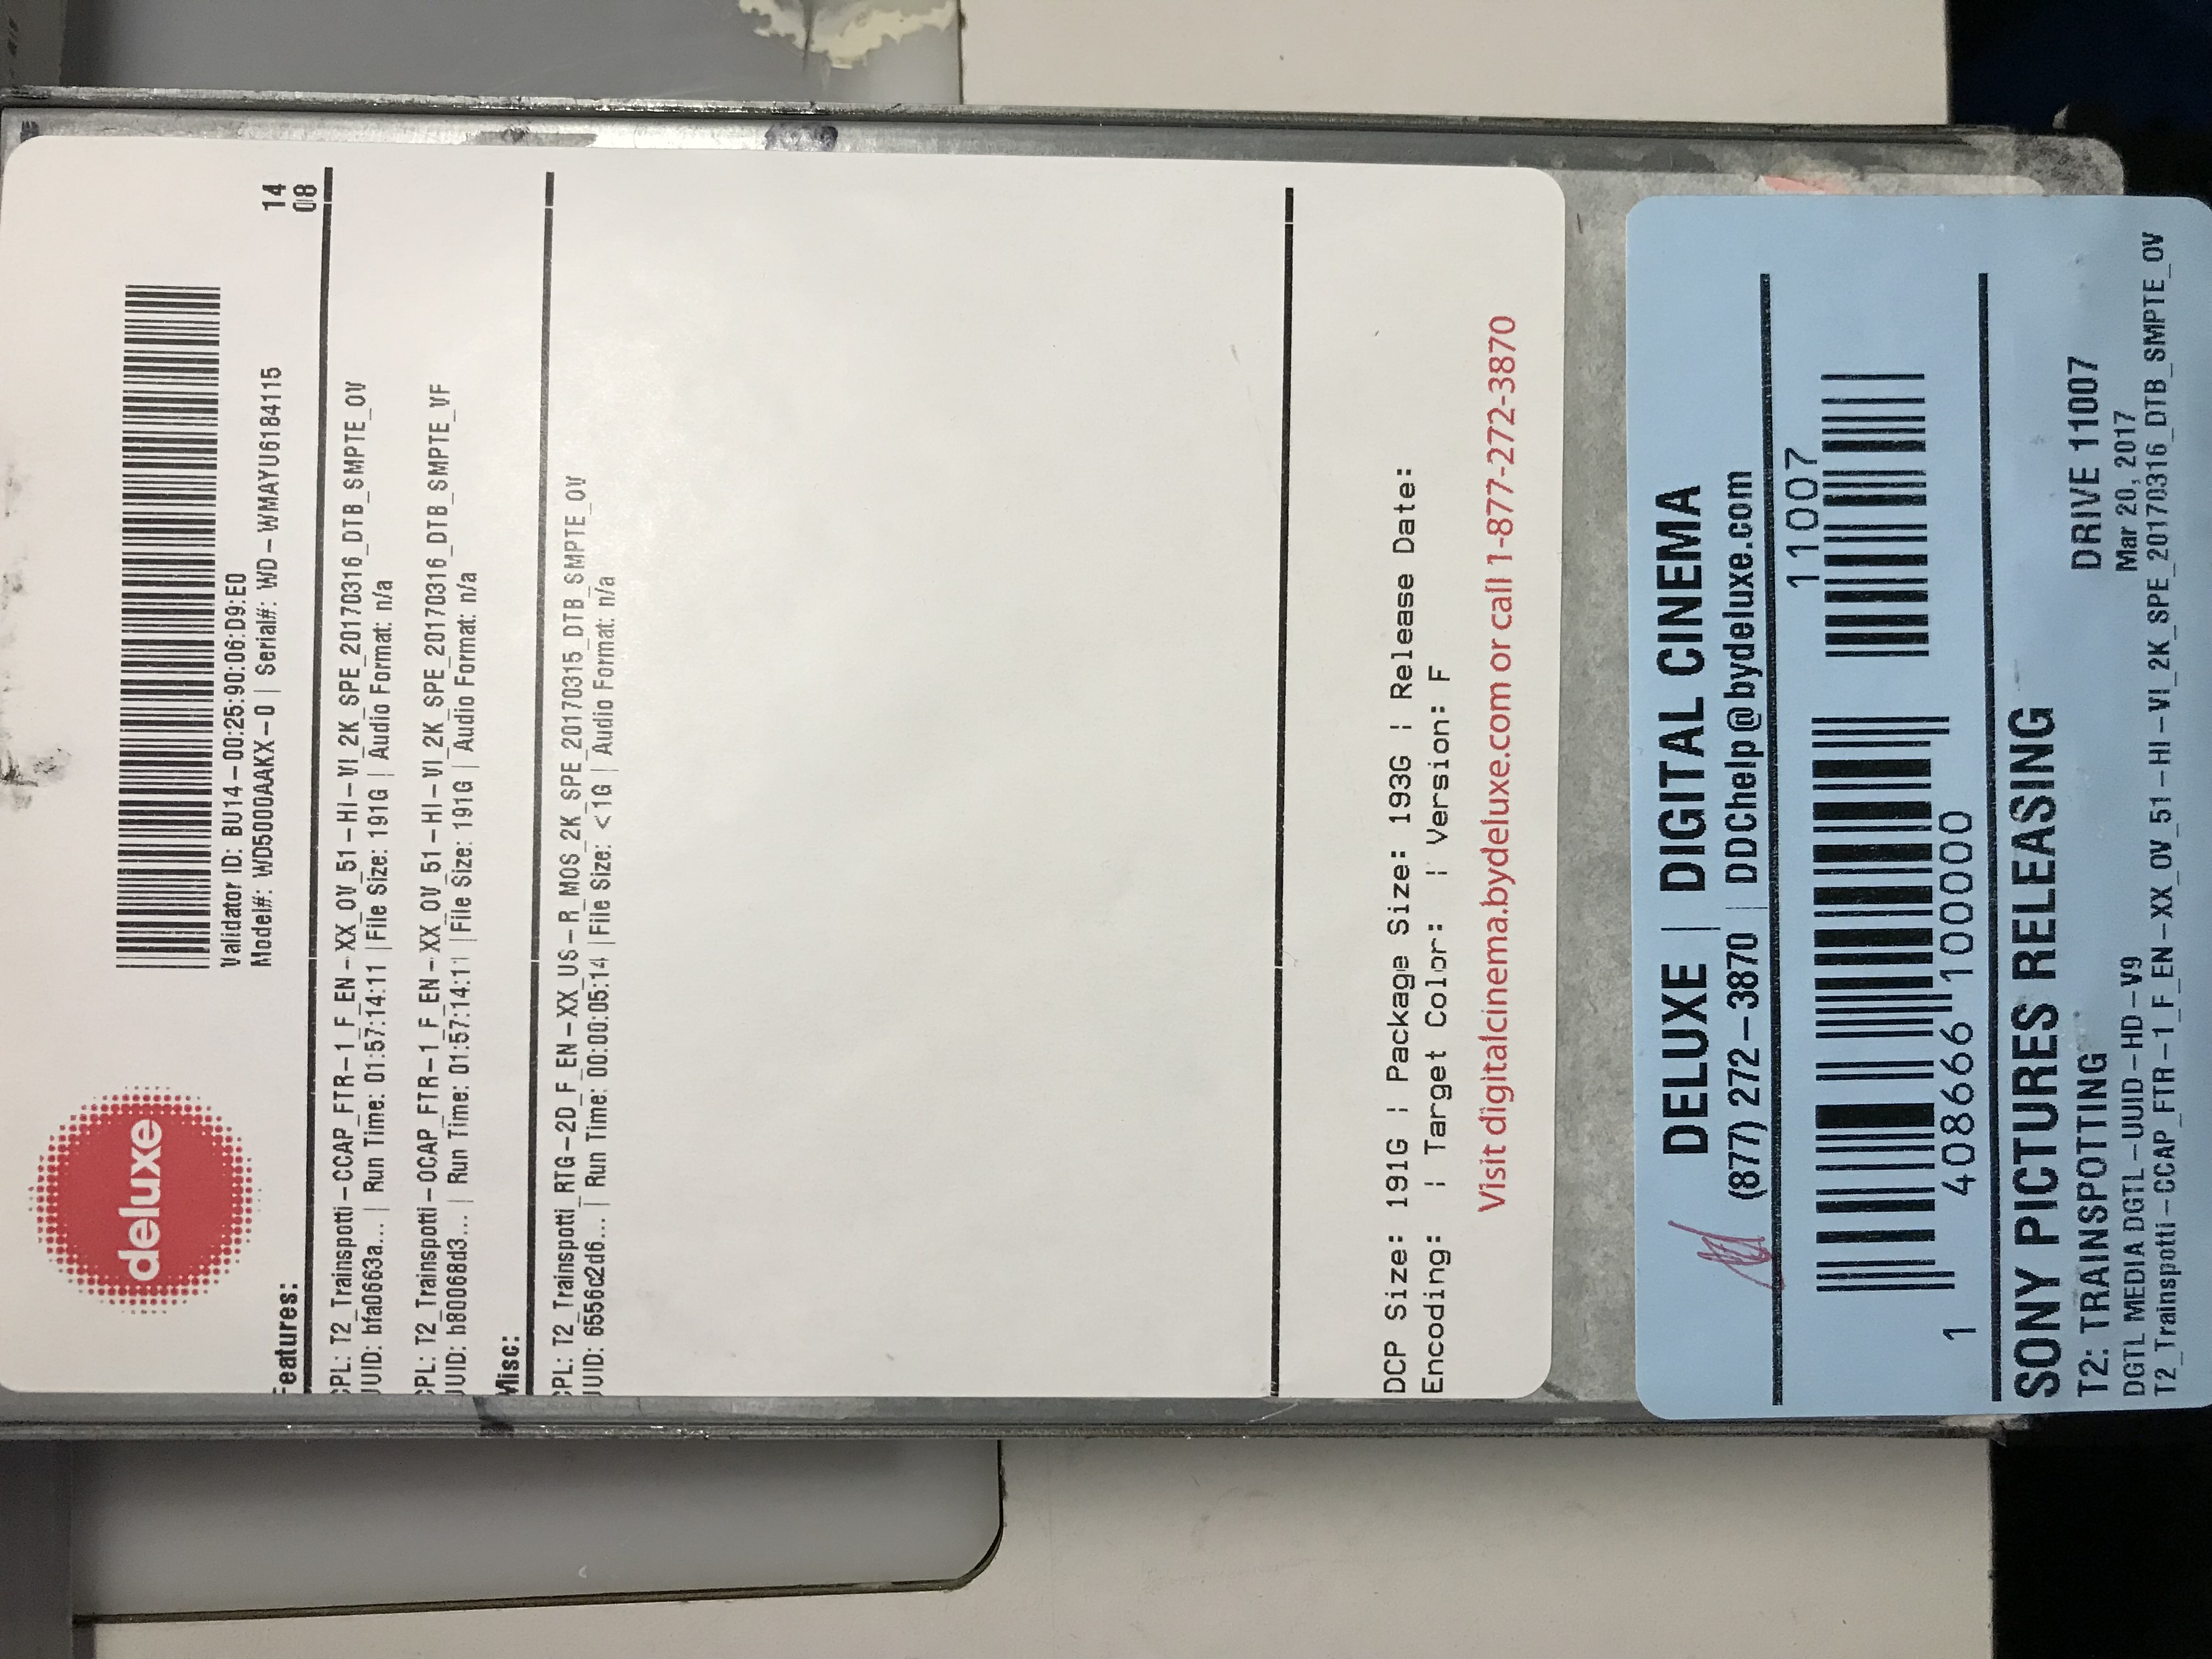 deluxe
Validator ID: BU14-00:25:90:06:D9:E0
Model#: WD5000AAKX-0 | Serial#: WD-WMAYU6184115
14
08
Features:
CPL: T2_Trainspotti-CCAP_FTR-1_F_EN-XX_OV_51-HI-VI_2K_SPE_20170316_DTB_SMPTE_OV
UUID: bfa0663a... | Run Time: 01:57:14:11 | File Size: 191G | Audio Format: n/a
CPL: T2_Trainspotti-OCAP_FTR-1_F_EN-XX_OV_51-HI-VI_2K_SPE_20170316_DTB_SMPTE_VF
UUID: b80068d3... | Run Time: 01:57:14:11 | File Size: 191G | Audio Format: n/a
Misc:
CPL: T2_Trainspotti_RTG-2D_F_EN-XX_US-R_MOS_2K_SPE_20170315_DTB_SMPTE_OV
UUID: 6556c2d6... | Run Time: 00:00:05:14 | File Size: <1G | Audio Format: n/a
DCP Size: 191G | Package Size: 193G | Release Date:
Encoding: | Target Color: | Version: F
Visit digitalcinema.bydeluxe.com or call 1-877-272-3870
DELUXE | DIGITAL CINEMA
(877) 272-3870 | DDChelp@bydeluxe.com
11007
1 408666 100000
SONY PICTURES RELEASING
T2: TRAINSPOTTING
DRIVE 11007
DGTL MEDIA DGTL-UUID-HD-V9
Mar 20, 2017
T2_Trainspotti-CCAP_FTR-1_F_EN-XX_OV_51-HI-VI_2K_SPE_20170316_DTB_SMPTE_OV